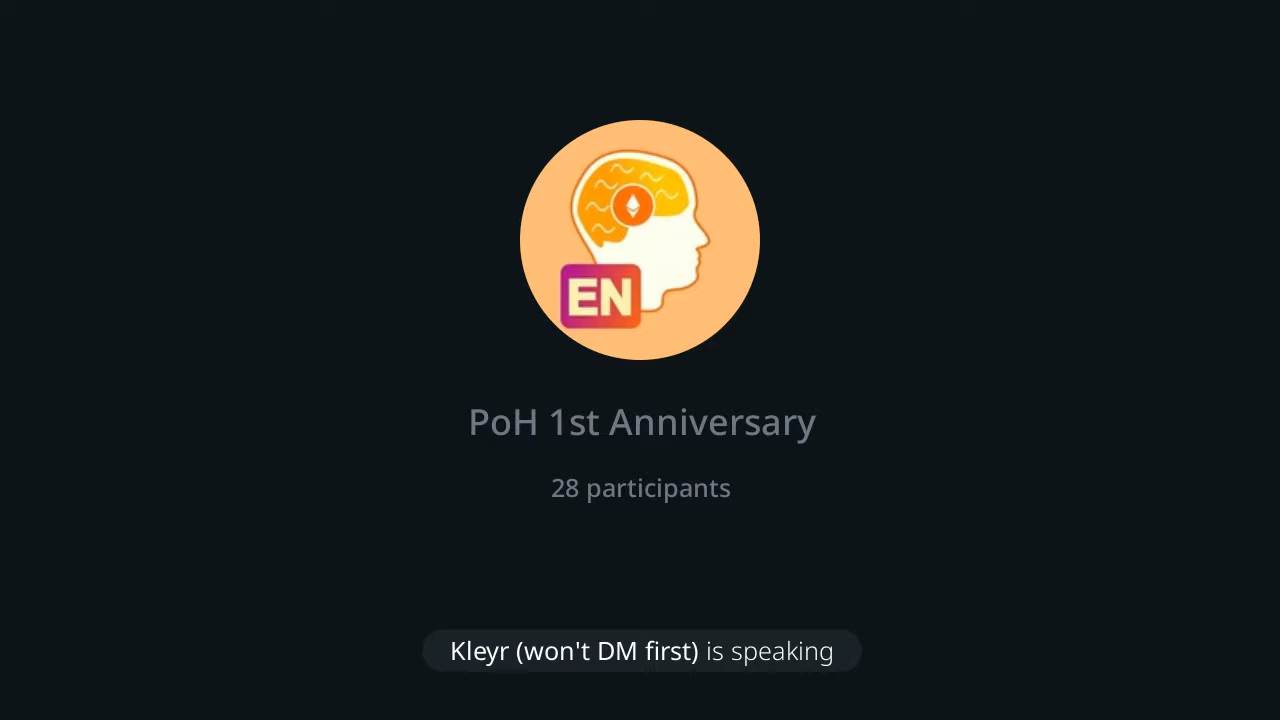 EN
PoH 1st Anniversary
28 participants
Kleyr (won't DM first) is speaking